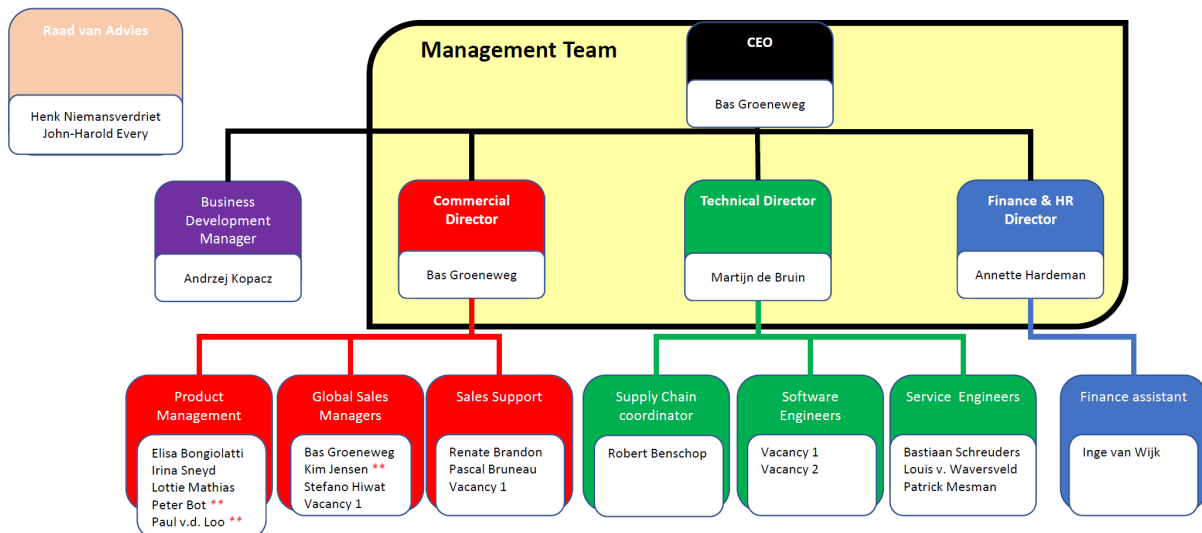 Raad van Advies
Henk Niemansverdriet
John-Harold Every
Management Team
CEO
Bas Groeneweg
Business
Development
Manager
Andrzej Kopacz
Commercial
Director
Bas Groeneweg
Technical Director
Martijn de Bruin
Finance & HR
Director
Annette Hardeman
Product
Management
Elisa Bongiolatti
Irina Sneyd
Lottie Mathias
Peter Bot **
Paul v.d. Loo **
Global Sales
Managers
Bas Groeneweg
Kim Jensen **
Stefano Hiwat
Vacancy 1
Sales Support
Renate Brandon
Pascal Bruneau
Vacancy 1
Supply Chain
coordinator
Robert Benschop
Software
Engineers
Vacancy 1
Vacancy 2
Service Engineers
Bastiaan Schreuders
Louis v. Waversveld
Patrick Mesman
Finance assistant
Inge van Wijk